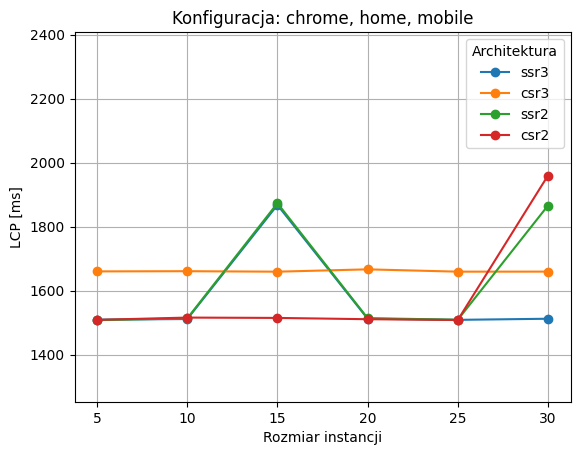 Konfiguracja: chrome, home, mobile
2400
2200
2000
1800
1600
1400
LCP [ms]
Architektura
ssr3
csr3
ssr2
csr2
5
10
15
20
25
30
Rozmiar instancji